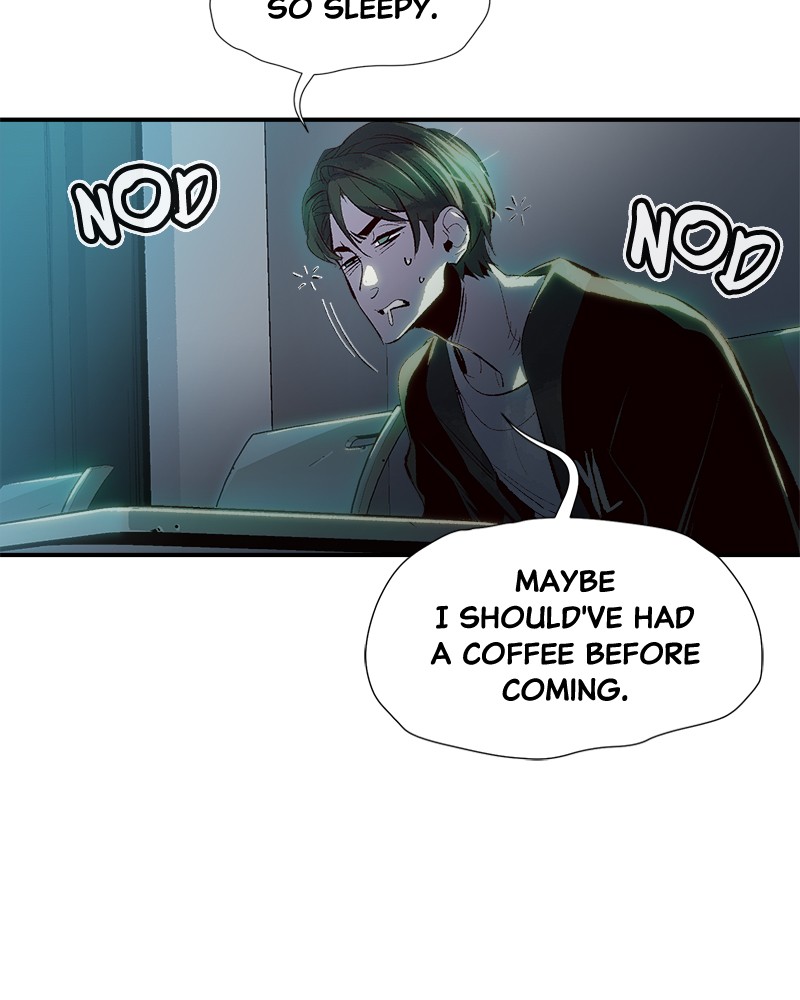 SO SLEEPY.
NOD
NOD
MAYBE
I SHOULD'VE HAD
A COFFEE BEFORE
COMING.